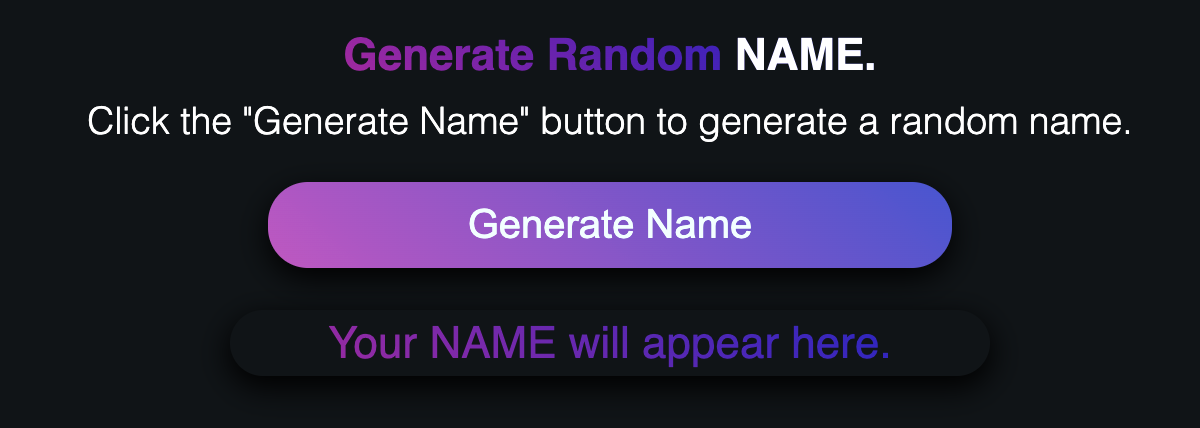 Generate Random NAME.
Click the "Generate Name" button to generate a random name.
Generate Name
Your NAME will appear here.